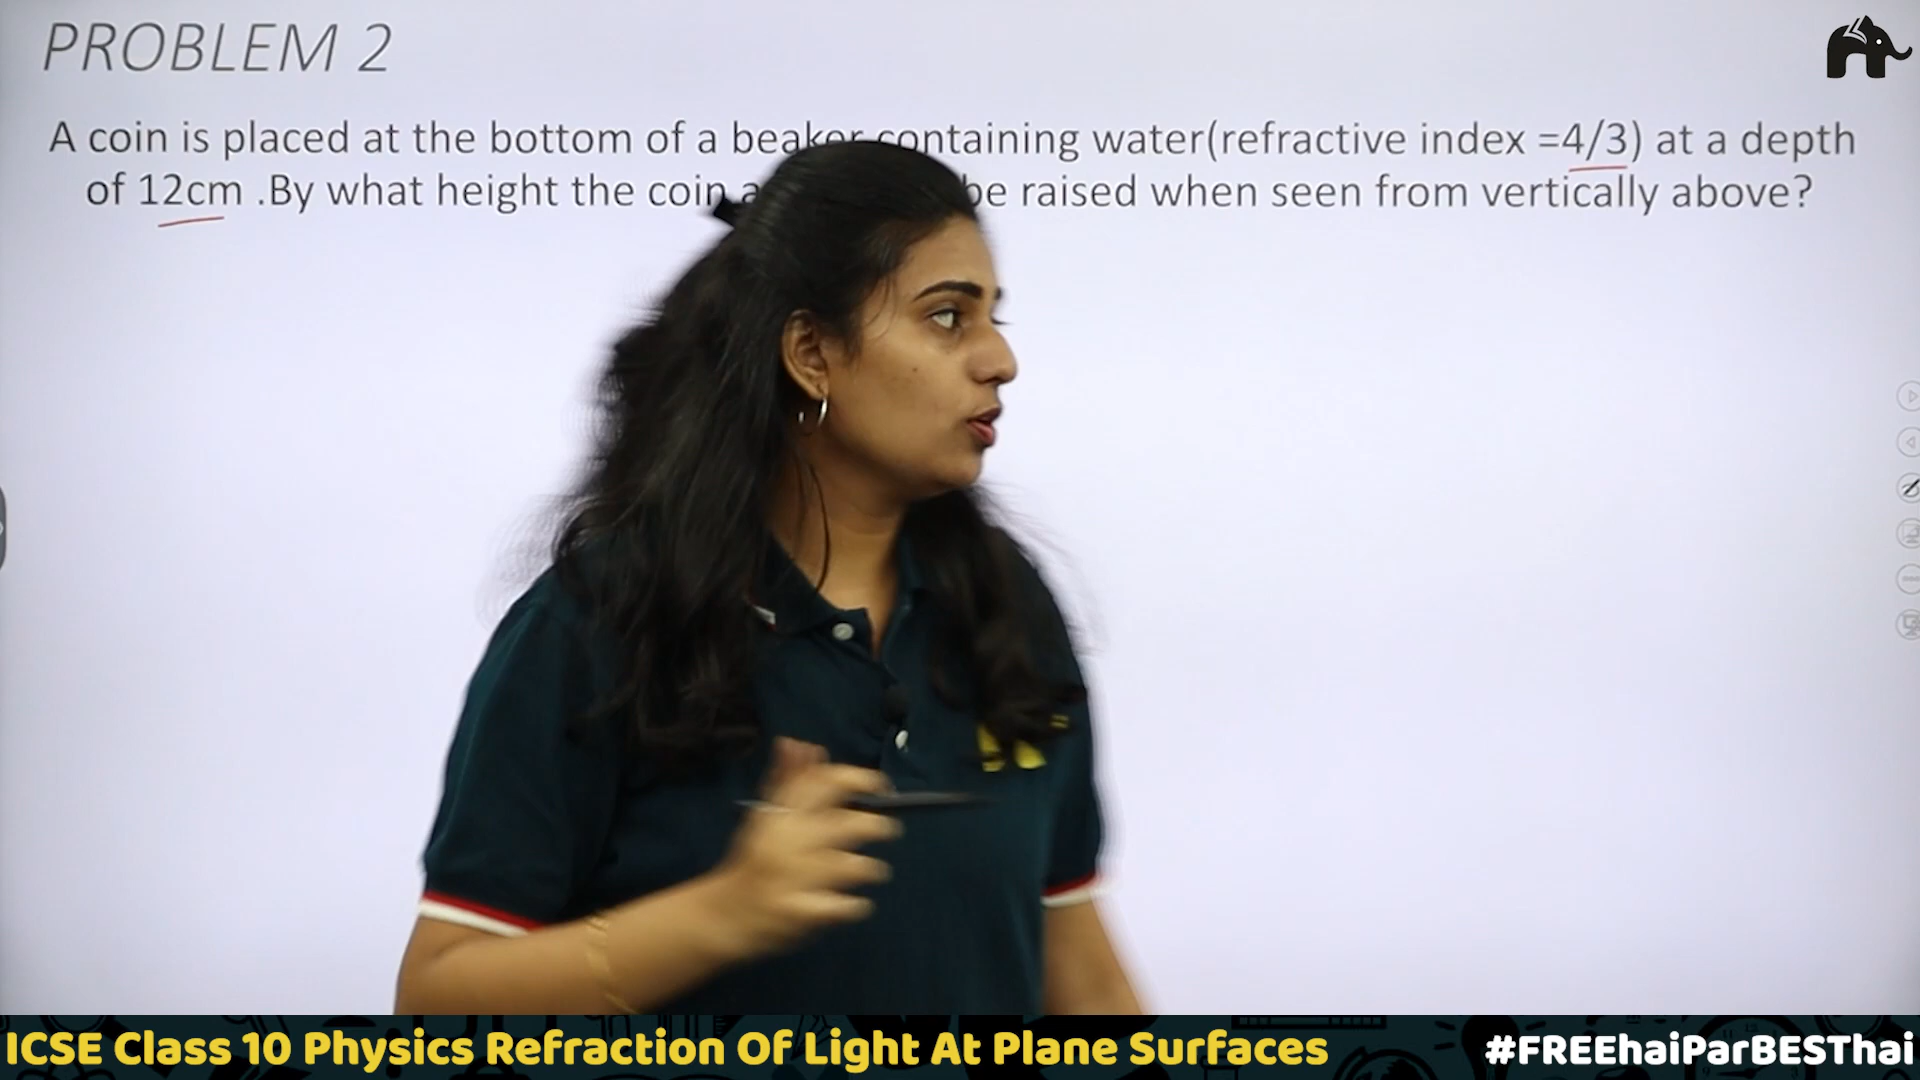 PROBLEM 2
A coin is placed at the bottom of a beaker containing water(refractive index =4/3) at a depth
of 12cm .By what height the coin be raised when seen from vertically above?
ICSE Class 10 Physics Refraction Of Light At Plane Surfaces
#FREEhaiParBESThai